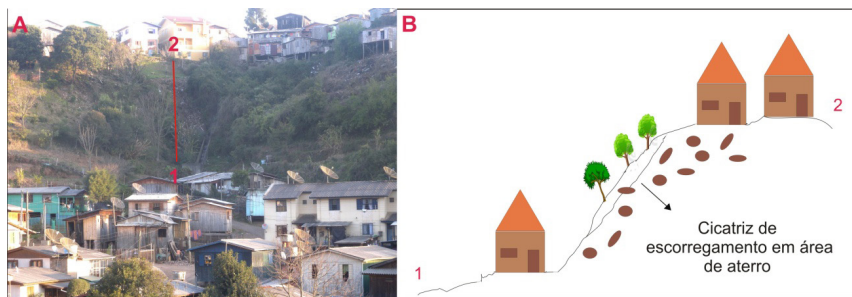 A
2
1
B
2
Cicatriz de
escorregamento em área
de aterro
1